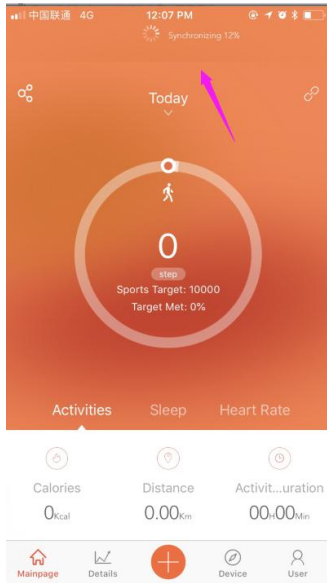 中国联通 4G 12:07 PM
Synchronizing 12%
Today
0
step
Sports Target: 10000
Target Met: 0%
Activities Sleep Heart Rate
Calories Distance Activit...uration
0Kcal 0.00Km 00H00Min
Mainpage Details Device User